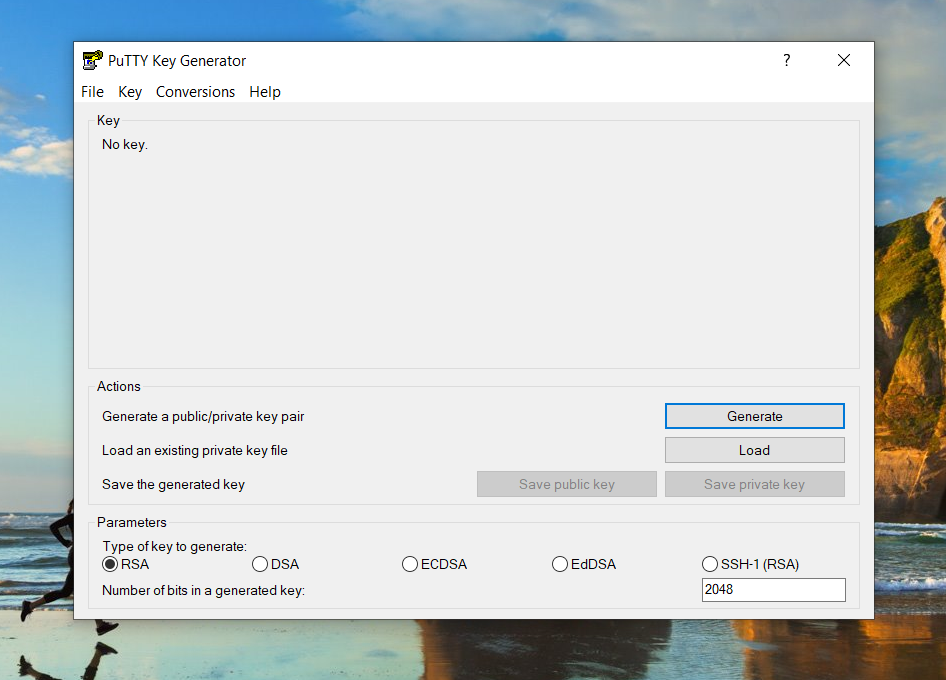 PuTTY Key Generator
?
File Key Conversions Help
Key
No key.
Actions
Generate a public/private key pair
Generate
Load an existing private key file
Load
Save the generated key
Save public key
Save private key
Parameters
Type of key to generate:
RSA DSA ECDSA EdDSA SSH-1 (RSA)
Number of bits in a generated key:
2048